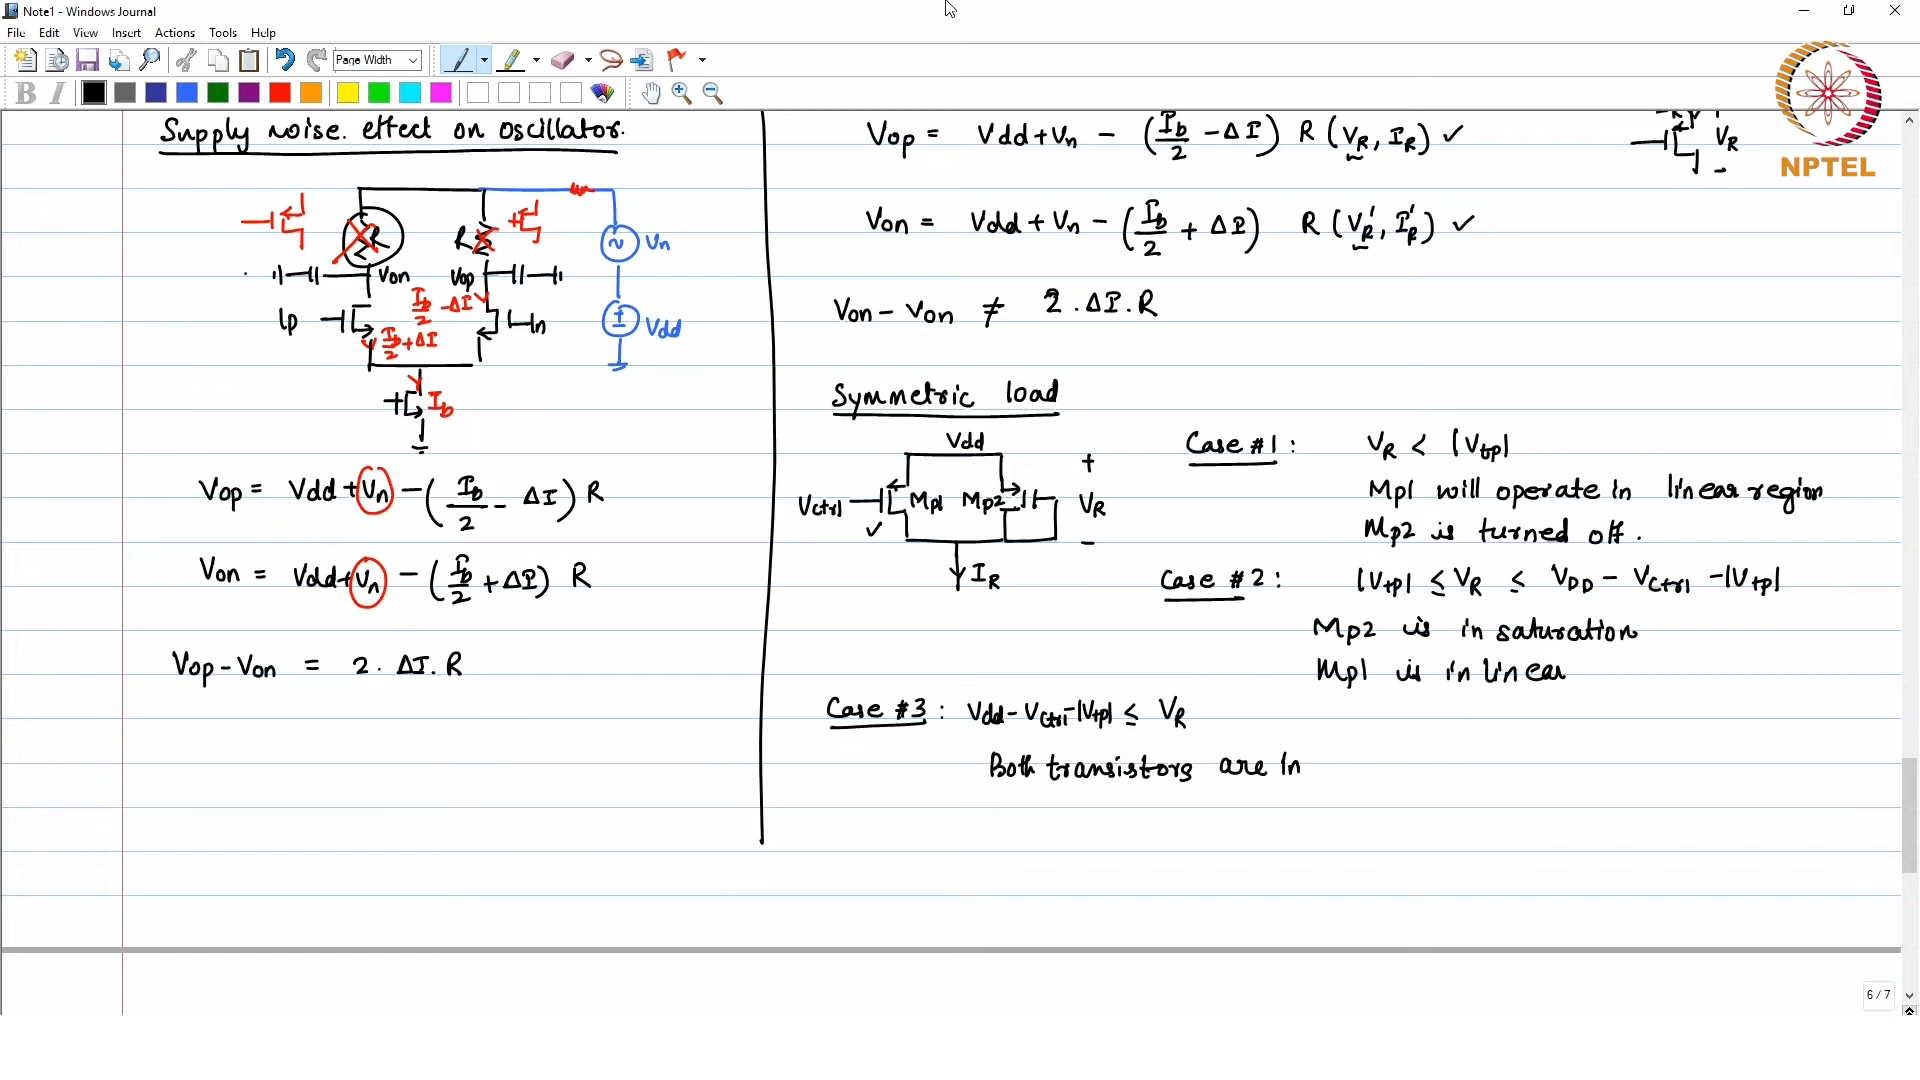 Note1 - Windows Journal
File Edit View Insert Actions Tools Help
Page Width
B I
NPTEL
Supply noise. effect on oscillator.
R
R
Von
Vop
Vn
Ib/2 - ΔI
Ip
In
Ib/2 + ΔI
Vdd
Ib
Vop = Vdd + Vn - (Ib/2 - ΔI) R
Von = Vdd + Vn - (Ib/2 + ΔI) R
Vop - Von = 2 . ΔI . R
Vop = Vdd + Vn - (Ib/2 - ΔI) R (VR, IR) ✓
VR
-
Von = Vdd + Vn - (Ib/2 + ΔI) R (VR', IR') ✓
Von - Von ≠ 2 . ΔI . R
Symmetric load
Vdd
+
Vctrl Mp1 Mp2 VR
✓
-
IR
Case #1 : VR < |Vtp|
Mp1 will operate in linear region
Mp2 is turned off .
Case #2 : |Vtp| ≤ VR ≤ VDD - Vctrl - |Vtp|
Mp2 is in saturation
Mp1 is in linear
Case #3 : Vdd - Vctrl - |Vtp| ≤ VR
Both transistors are in
6 / 7